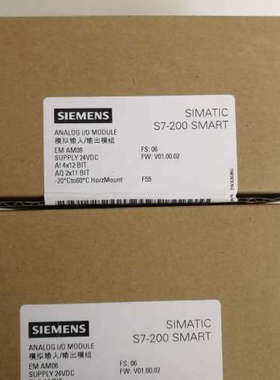 SIEMENS
SIMATIC
S7-200 SMART
ANALOG I/O MODULE
模拟输入/输出模组
EM AM06 FS: 06
SUPPLY 24VDC FW: V01.00.02
AI 4x12 BIT
AQ 2x11 BIT
-20°Cto60°C HorzMount F55
SIEMENS
SIMATIC
S7-200 SMART
ANALOG I/O MODULE
模拟输入/输出模组
EM AM06 FS: 06
SUPPLY 24VDC FW: V01.00.02